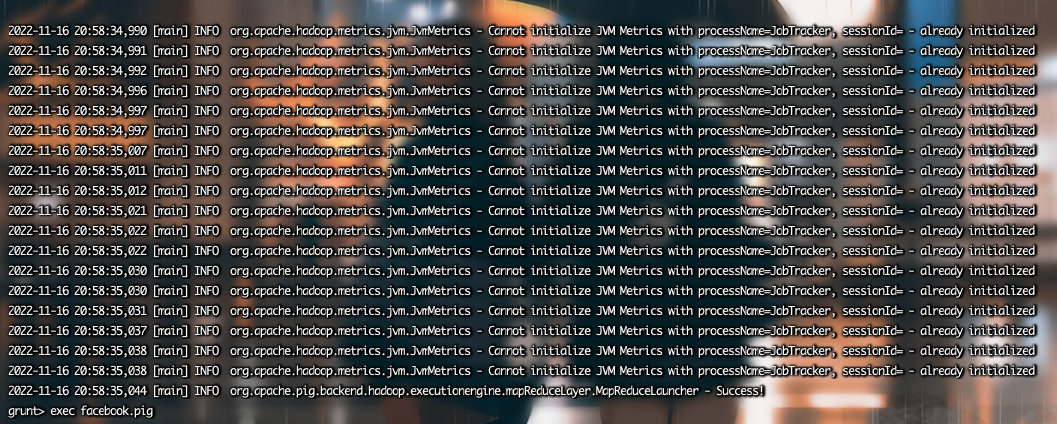 2022-11-16 20:58:34,990 [main] INFO  org.apache.hadoop.metrics.jvm.JvmMetrics - Cannot initialize JVM Metrics with processName=JobTracker, sessionId= - already initialized
2022-11-16 20:58:34,991 [main] INFO  org.apache.hadoop.metrics.jvm.JvmMetrics - Cannot initialize JVM Metrics with processName=JobTracker, sessionId= - already initialized
2022-11-16 20:58:34,992 [main] INFO  org.apache.hadoop.metrics.jvm.JvmMetrics - Cannot initialize JVM Metrics with processName=JobTracker, sessionId= - already initialized
2022-11-16 20:58:34,996 [main] INFO  org.apache.hadoop.metrics.jvm.JvmMetrics - Cannot initialize JVM Metrics with processName=JobTracker, sessionId= - already initialized
2022-11-16 20:58:34,997 [main] INFO  org.apache.hadoop.metrics.jvm.JvmMetrics - Cannot initialize JVM Metrics with processName=JobTracker, sessionId= - already initialized
2022-11-16 20:58:34,997 [main] INFO  org.apache.hadoop.metrics.jvm.JvmMetrics - Cannot initialize JVM Metrics with processName=JobTracker, sessionId= - already initialized
2022-11-16 20:58:35,007 [main] INFO  org.apache.hadoop.metrics.jvm.JvmMetrics - Cannot initialize JVM Metrics with processName=JobTracker, sessionId= - already initialized
2022-11-16 20:58:35,011 [main] INFO  org.apache.hadoop.metrics.jvm.JvmMetrics - Cannot initialize JVM Metrics with processName=JobTracker, sessionId= - already initialized
2022-11-16 20:58:35,012 [main] INFO  org.apache.hadoop.metrics.jvm.JvmMetrics - Cannot initialize JVM Metrics with processName=JobTracker, sessionId= - already initialized
2022-11-16 20:58:35,021 [main] INFO  org.apache.hadoop.metrics.jvm.JvmMetrics - Cannot initialize JVM Metrics with processName=JobTracker, sessionId= - already initialized
2022-11-16 20:58:35,022 [main] INFO  org.apache.hadoop.metrics.jvm.JvmMetrics - Cannot initialize JVM Metrics with processName=JobTracker, sessionId= - already initialized
2022-11-16 20:58:35,022 [main] INFO  org.apache.hadoop.metrics.jvm.JvmMetrics - Cannot initialize JVM Metrics with processName=JobTracker, sessionId= - already initialized
2022-11-16 20:58:35,030 [main] INFO  org.apache.hadoop.metrics.jvm.JvmMetrics - Cannot initialize JVM Metrics with processName=JobTracker, sessionId= - already initialized
2022-11-16 20:58:35,030 [main] INFO  org.apache.hadoop.metrics.jvm.JvmMetrics - Cannot initialize JVM Metrics with processName=JobTracker, sessionId= - already initialized
2022-11-16 20:58:35,031 [main] INFO  org.apache.hadoop.metrics.jvm.JvmMetrics - Cannot initialize JVM Metrics with processName=JobTracker, sessionId= - already initialized
2022-11-16 20:58:35,037 [main] INFO  org.apache.hadoop.metrics.jvm.JvmMetrics - Cannot initialize JVM Metrics with processName=JobTracker, sessionId= - already initialized
2022-11-16 20:58:35,038 [main] INFO  org.apache.hadoop.metrics.jvm.JvmMetrics - Cannot initialize JVM Metrics with processName=JobTracker, sessionId= - already initialized
2022-11-16 20:58:35,038 [main] INFO  org.apache.hadoop.metrics.jvm.JvmMetrics - Cannot initialize JVM Metrics with processName=JobTracker, sessionId= - already initialized
2022-11-16 20:58:35,044 [main] INFO  org.apache.pig.backend.hadoop.executionengine.mapReduceLayer.MapReduceLauncher - Success!
grunt> exec facebook.pig